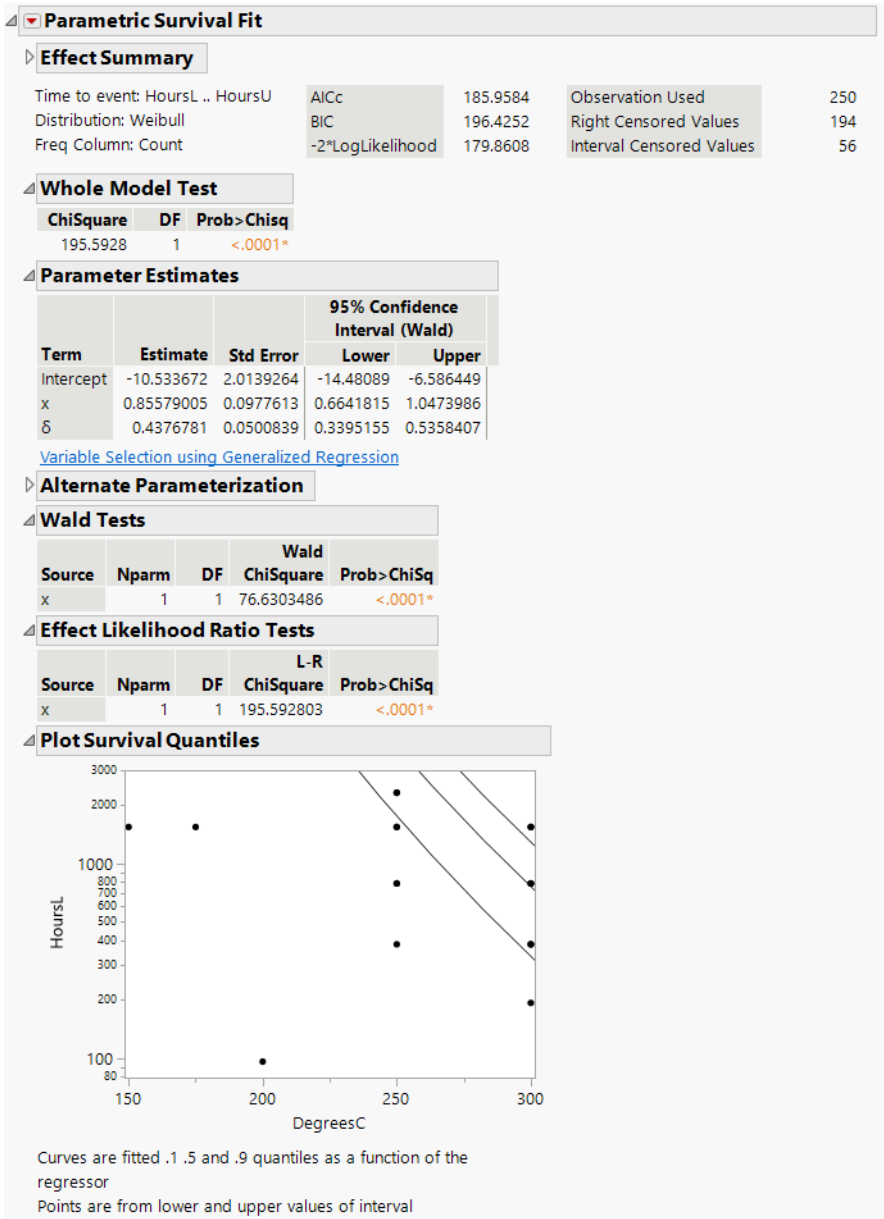 Parametric Survival Fit
Effect Summary
Time to event: HoursL .. HoursU
Distribution: Weibull
Freq Column: Count
AICc 185.9584
BIC 196.4252
-2*LogLikelihood 179.8608
Observation Used 250
Right Censored Values 194
Interval Censored Values 56
Whole Model Test
ChiSquare DF Prob>Chisq
195.5928 1 <.0001*
Parameter Estimates
95% Confidence
Interval (Wald)
Term Estimate Std Error Lower Upper
Intercept -10.533672 2.0139264 -14.48089 -6.586449
x 0.85579005 0.0977613 0.6641815 1.0473986
δ 0.4376781 0.0500839 0.3395155 0.5358407
Variable Selection using Generalized Regression
Alternate Parameterization
Wald Tests
Wald
Source Nparm DF ChiSquare Prob>ChiSq
x 1 1 76.6303486 <.0001*
Effect Likelihood Ratio Tests
L-R
Source Nparm DF ChiSquare Prob>ChiSq
x 1 1 195.592803 <.0001*
Plot Survival Quantiles
3000
2000
1000
800
700
600
500
400
300
200
100
80
HoursL
150 200 250 300
DegreesC
Curves are fitted .1 .5 and .9 quantiles as a function of the
regressor
Points are from lower and upper values of interval